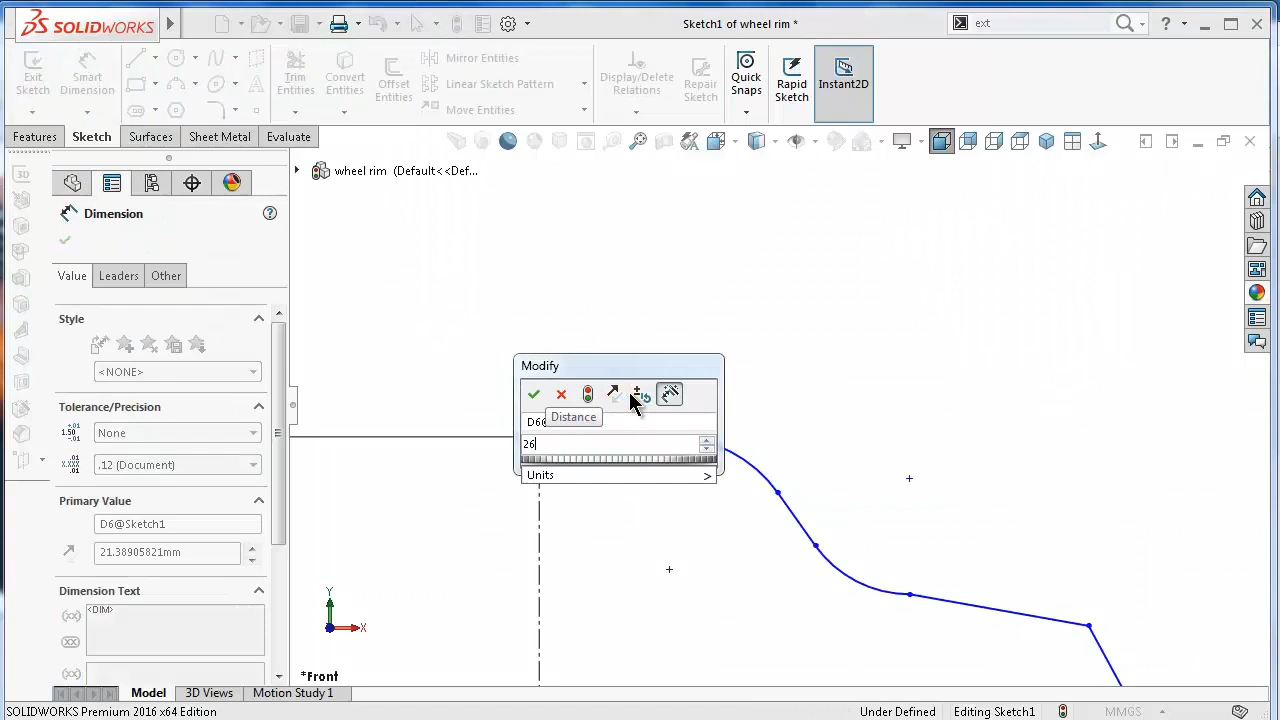 SOLIDWORKS
Sketch1 of wheel rim *
ext
Exit Sketch
Smart Dimension
Trim Entities
Convert Entities
Offset Entities
Mirror Entities
Linear Sketch Pattern
Move Entities
Display/Delete Relations
Repair Sketch
Quick Snaps
Rapid Sketch
Instant2D
Features
Sketch
Surfaces
Sheet Metal
Evaluate
wheel rim (Default<<Def...
Dimension
Value
Leaders
Other
Style
<NONE>
Tolerance/Precision
None
.12 (Document)
Primary Value
D6@Sketch1
Dimension Text
<DIM>
Modify
Distance
26
Units
Y
X
*Front
Model
3D Views
Motion Study 1
SOLIDWORKS Premium 2016 x64 Edition
Under Defined
Editing Sketch1
MMGS